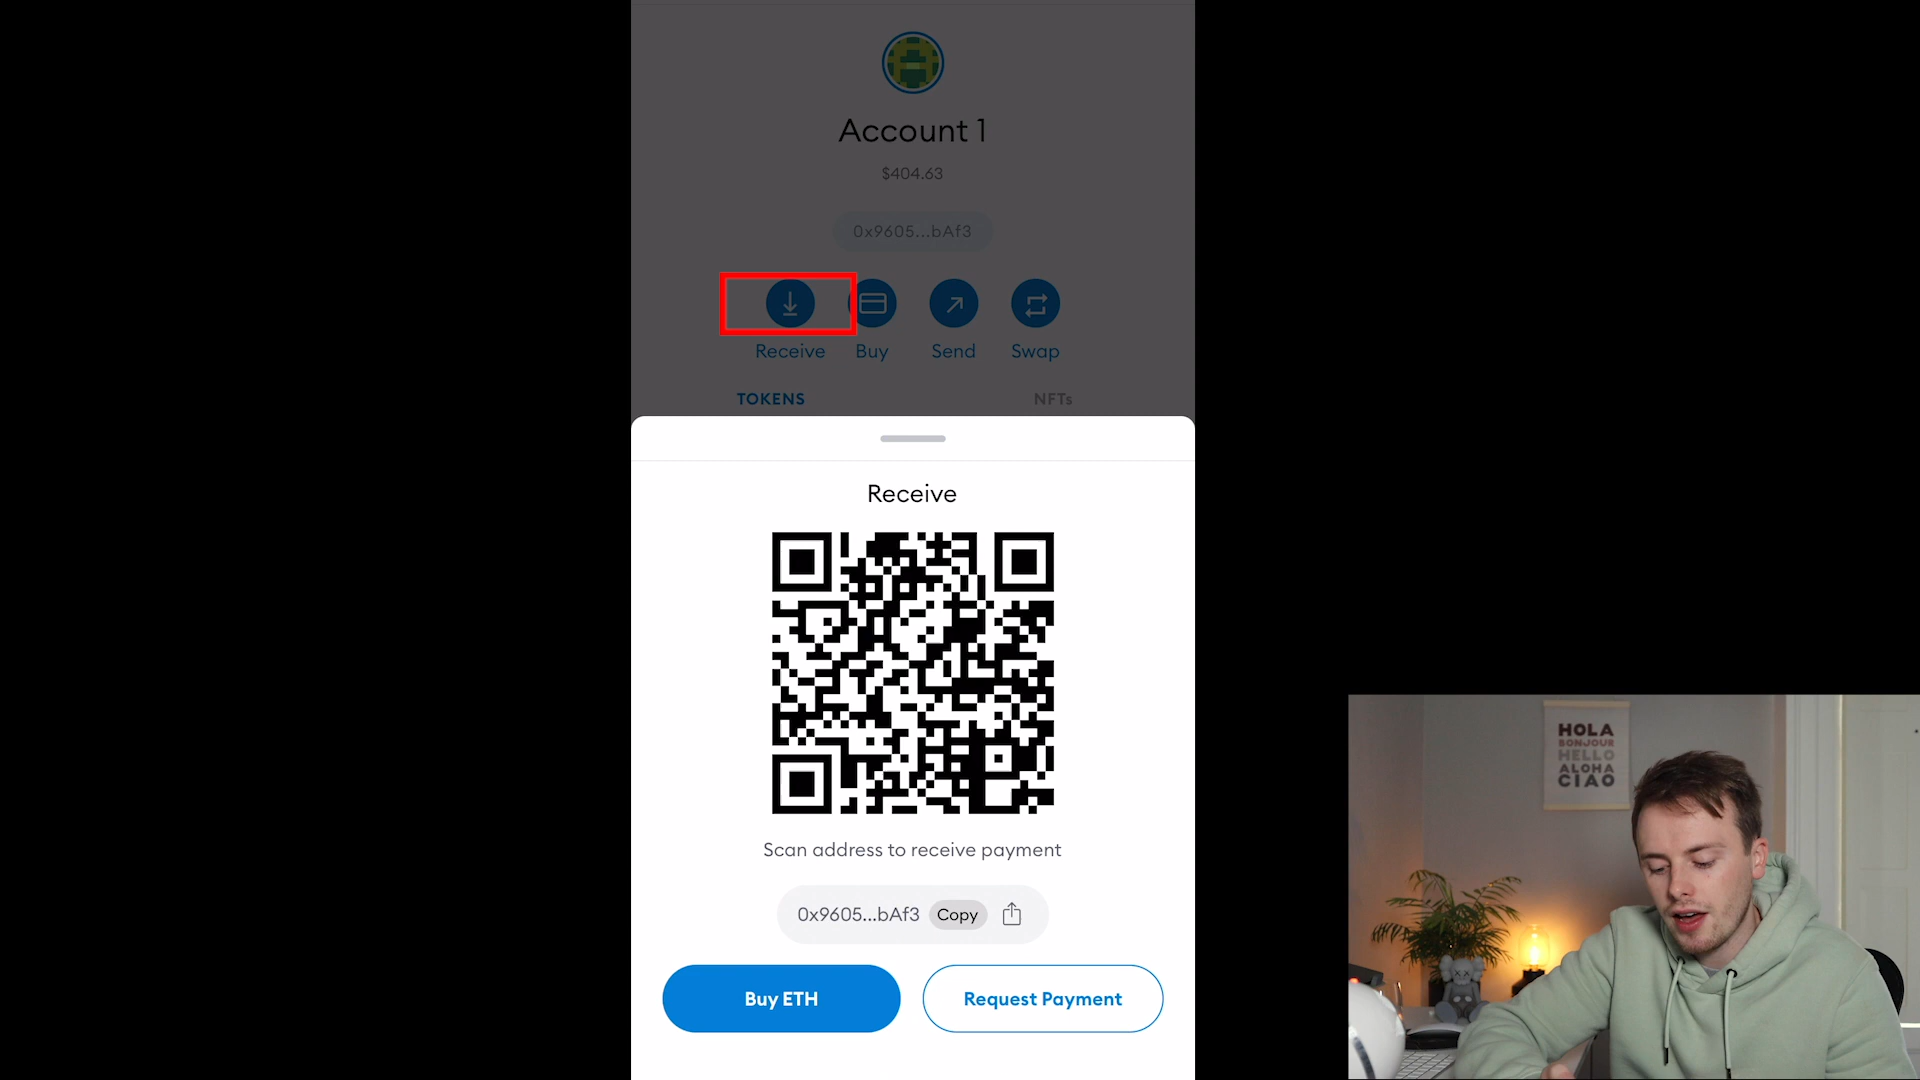 Account 1
$404.63
0x9605...bAf3
Receive Buy Send Swap
TOKENS NFTs
Receive
Scan address to receive payment
0x9605...bAf3 Copy
Buy ETH Request Payment
HOLA
BONJOUR
HELLO
ALOHA
CIAO